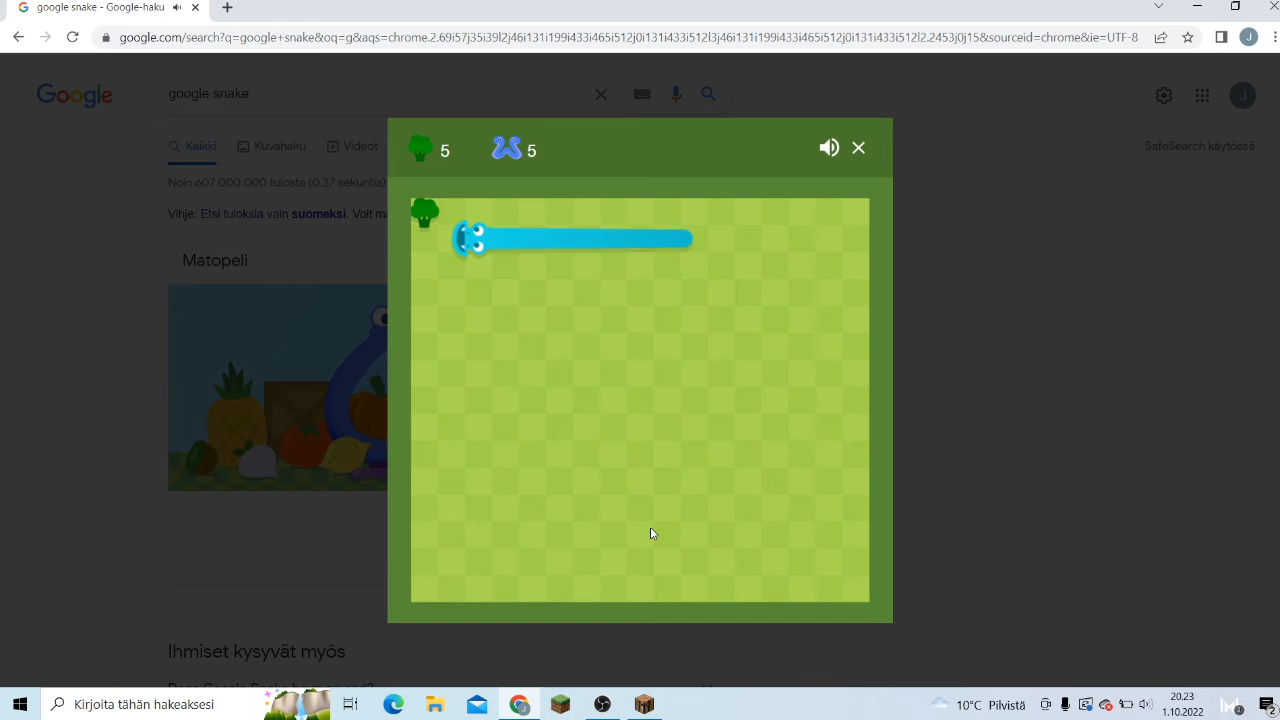 google snake - Google-haku
google.com/search?q=google+snake&oq=g&aqs=chrome.2.69i57j35i39l2j46i131i199i433i465i512j0i131i433i512l3j46i131i199i433i465i512j0i131i433i512l2.2453j0j15&sourceid=chrome&ie=UTF-8
J
Google
google snake
J
Kaikki
Kuvahaku
Videot
SafeSearch käytössä
5
5
Noin 607 000 000 tulosta (0,37 sekuntia)
Vihje: Etsi tuloksia vain suomeksi. Voit
Matopeli
Ihmiset kysyvät myös
Kirjoita tähän hakeaksesi
10°C Pilvistä
20.23
1.10.2022
2